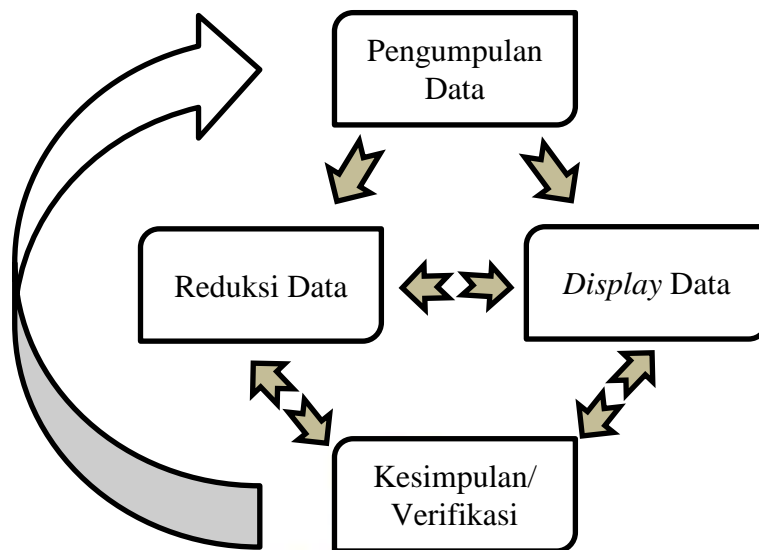 Pengumpulan
Data
Reduksi Data
Display Data
Kesimpulan/
Verifikasi